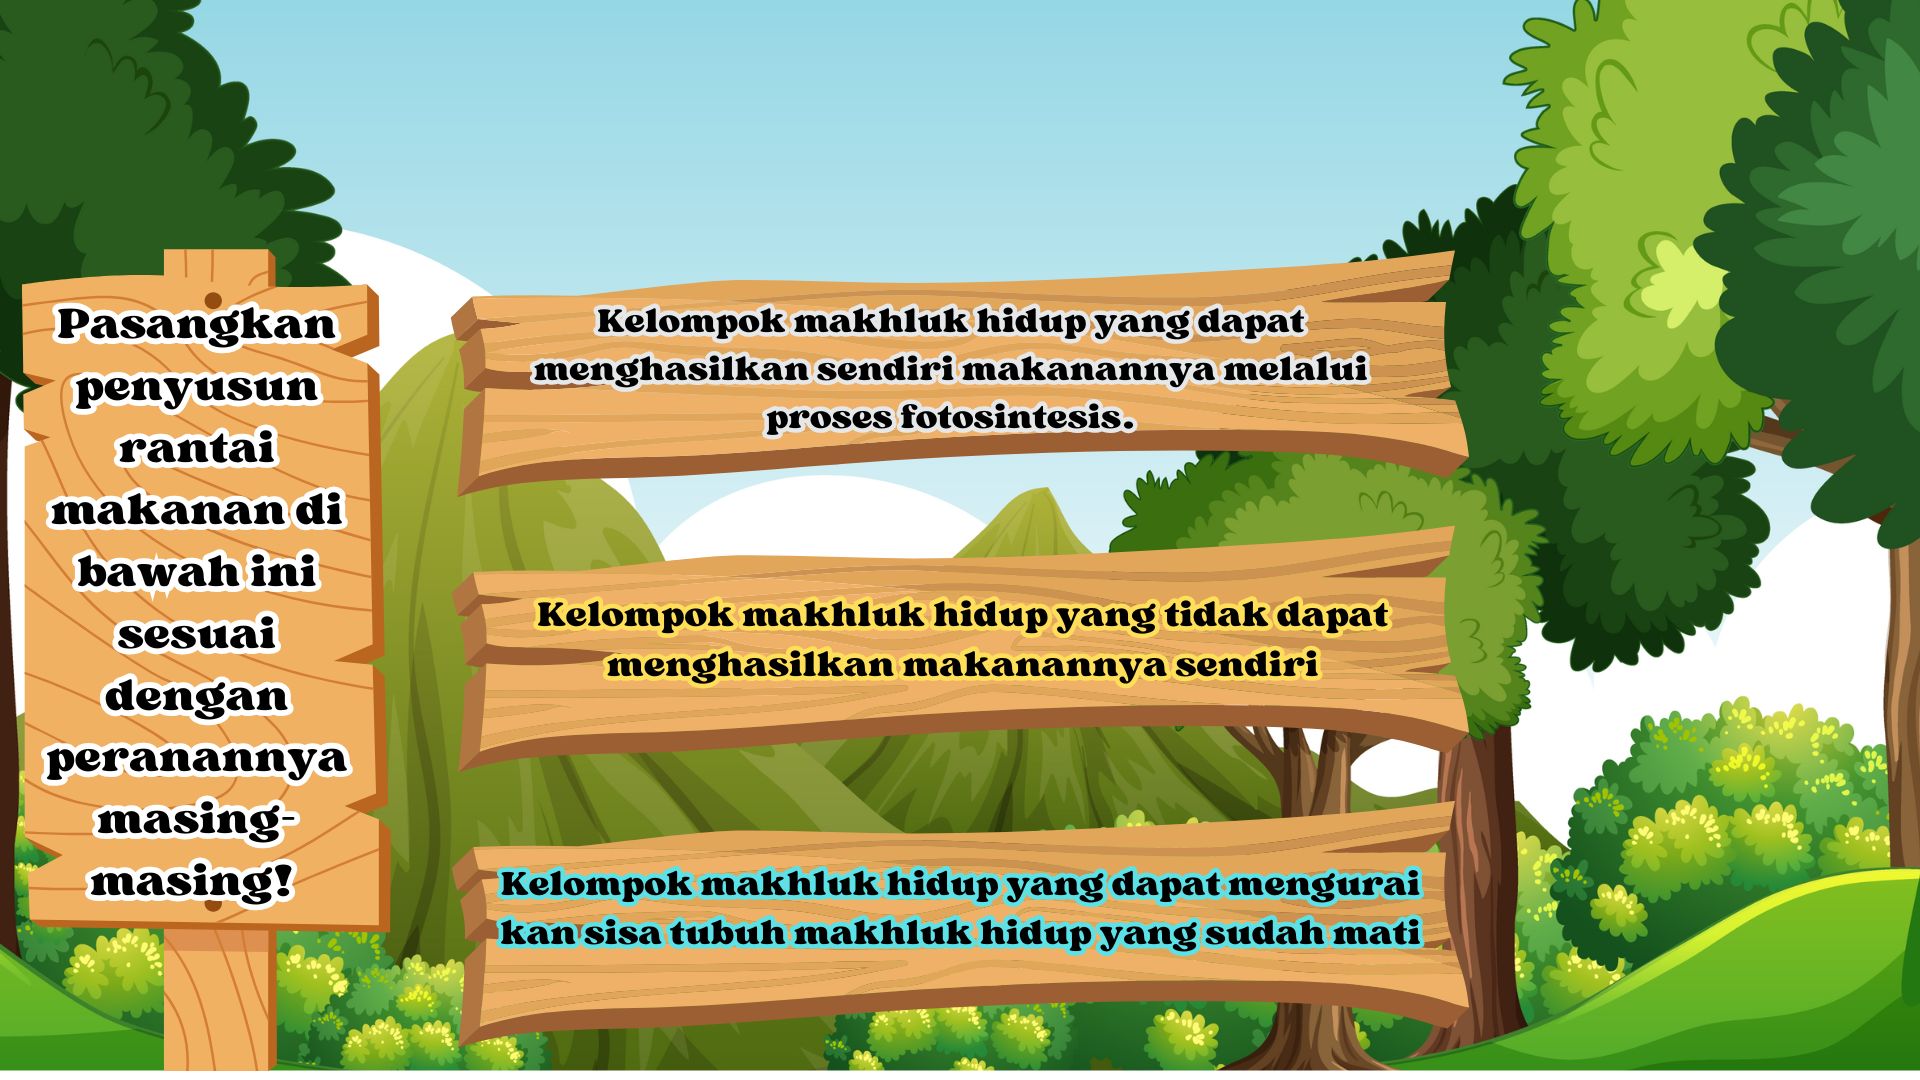 Pasangkan
penyusun
rantai
makanan di
bawah ini
sesuai
dengan
peranannya
masing-
masing!
Kelompok makhluk hidup yang dapat
menghasilkan sendiri makanannya melalui
proses fotosintesis.
Kelompok makhluk hidup yang tidak dapat
menghasilkan makanannya sendiri
Kelompok makhluk hidup yang dapat mengurai
kan sisa tubuh makhluk hidup yang sudah mati